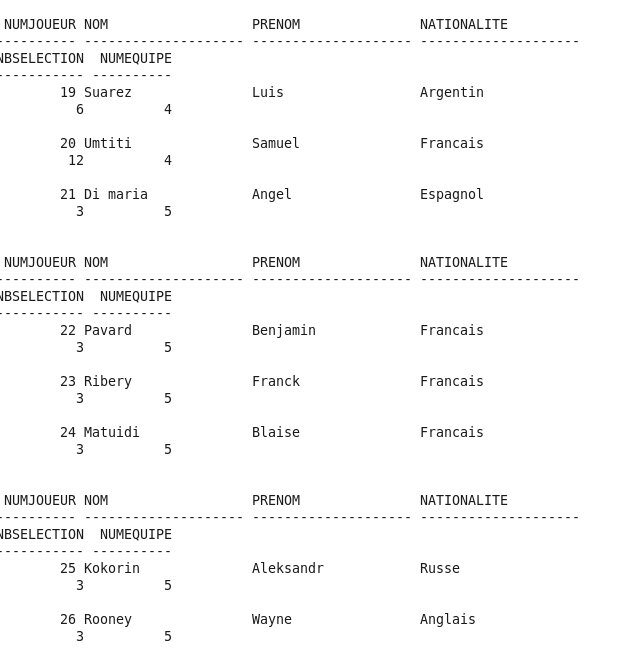 NUMJOUEUR NOM                  PRENOM               NATIONALITE
---------- -------------------- -------------------- --------------------
NBSELECTION  NUMEQUIPE
----------- ----------
        19 Suarez               Luis                 Argentin
          6          4
        20 Umtiti               Samuel               Francais
         12          4
        21 Di maria             Angel                Espagnol
          3          5
NUMJOUEUR NOM                  PRENOM               NATIONALITE
---------- -------------------- -------------------- --------------------
NBSELECTION  NUMEQUIPE
----------- ----------
        22 Pavard               Benjamin             Francais
          3          5
        23 Ribery               Franck               Francais
          3          5
        24 Matuidi              Blaise               Francais
          3          5
NUMJOUEUR NOM                  PRENOM               NATIONALITE
---------- -------------------- -------------------- --------------------
NBSELECTION  NUMEQUIPE
----------- ----------
        25 Kokorin              Aleksandr            Russe
          3          5
        26 Rooney               Wayne                Anglais
          3          5